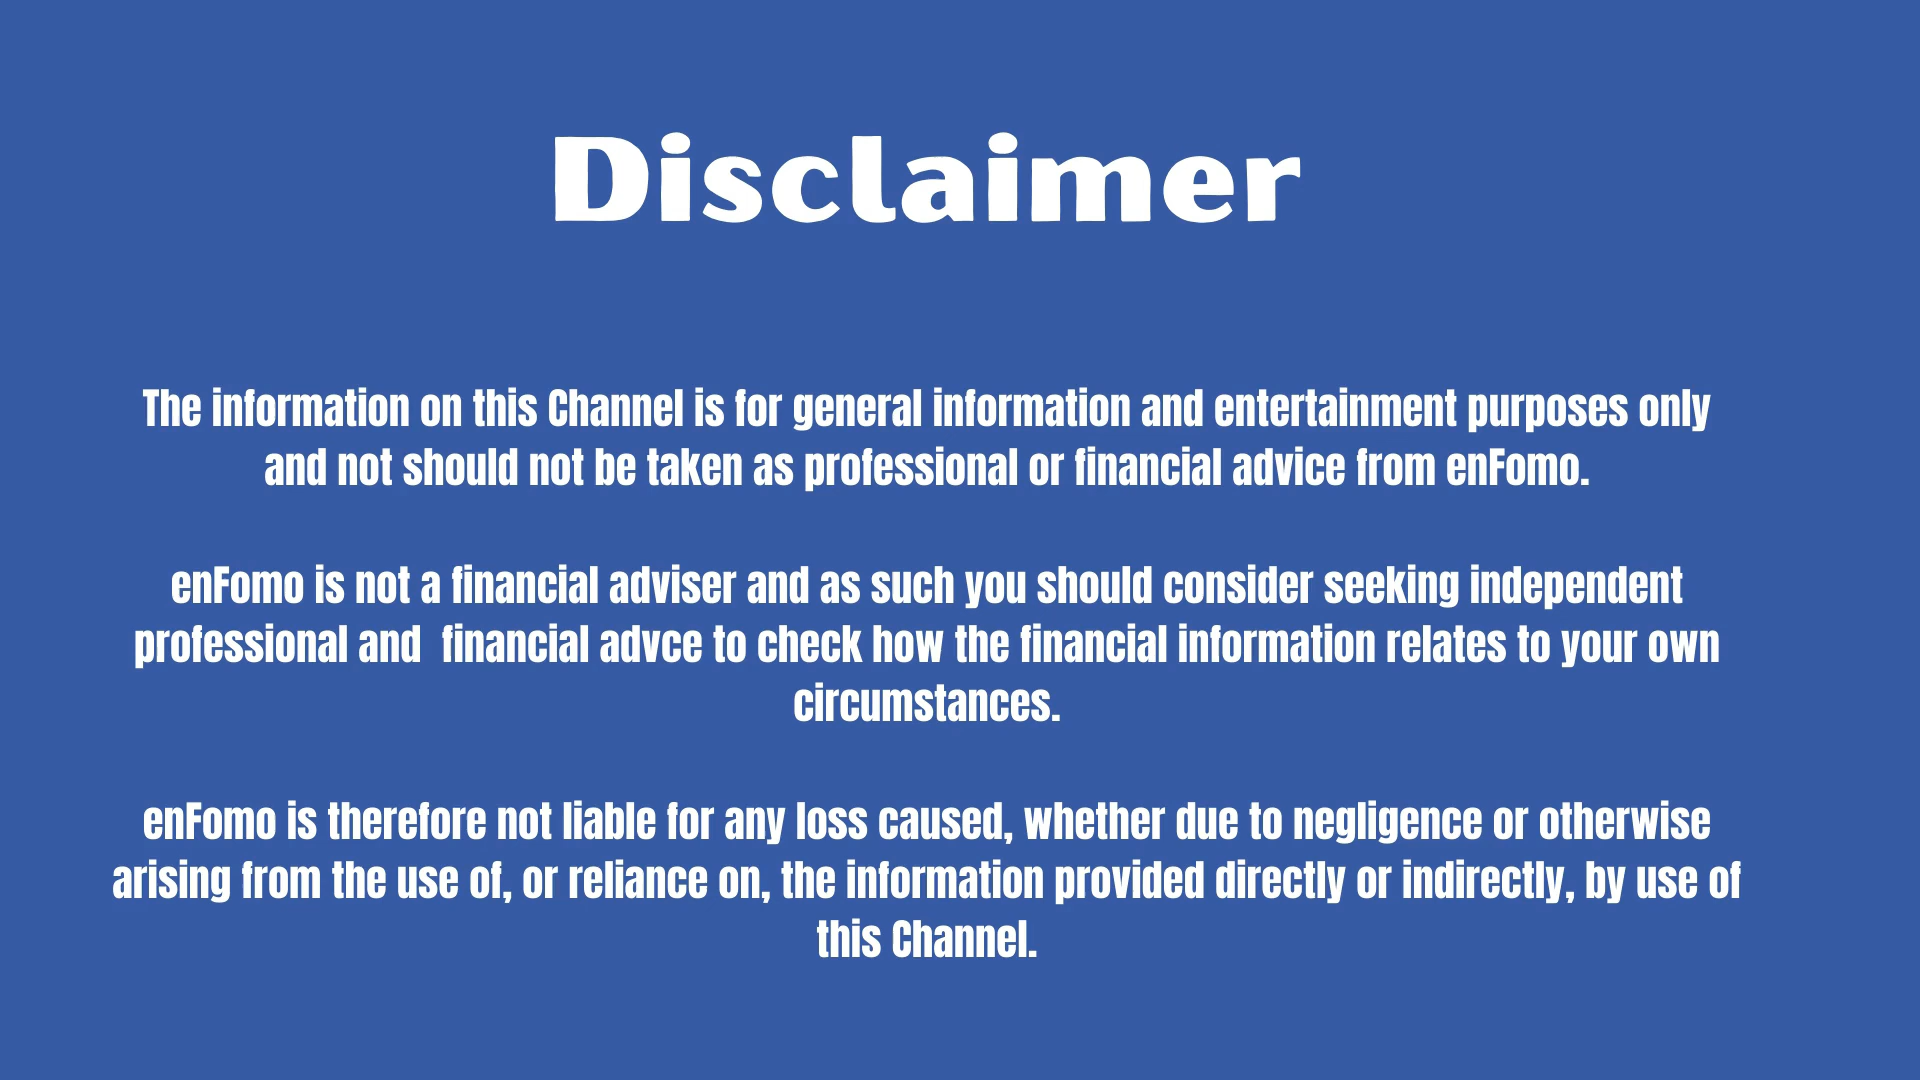 Disclaimer
The information on this Channel is for general information and entertainment purposes only
and not should not be taken as professional or financial advice from enFomo.
enFomo is not a financial adviser and as such you should consider seeking independent
professional and  financial advce to check how the financial information relates to your own
circumstances.
enFomo is therefore not liable for any loss caused, whether due to negligence or otherwise
arising from the use of, or reliance on, the information provided directly or indirectly, by use of
this Channel.